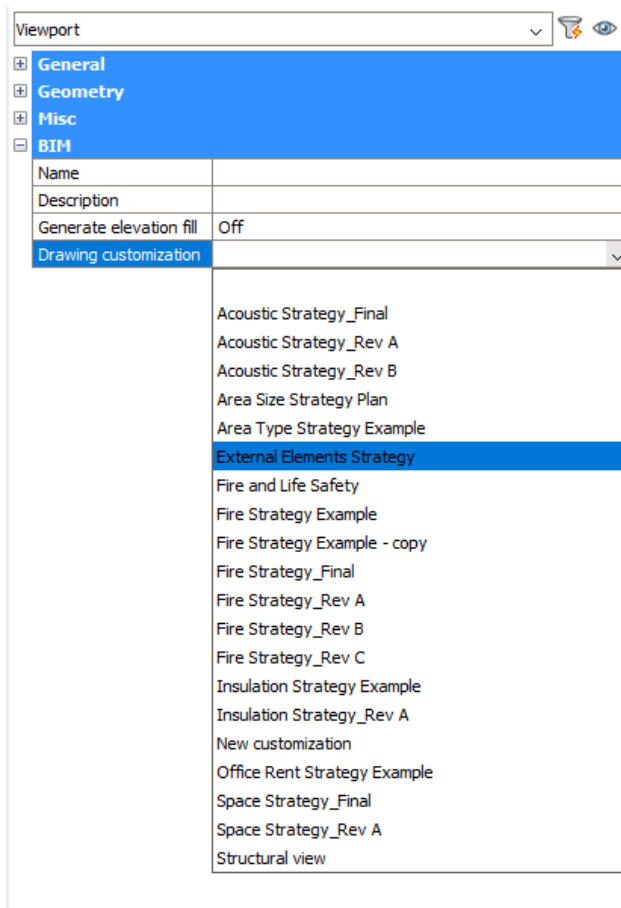 Viewport
General
Geometry
Misc
BIM
Name
Description
Generate elevation fill Off
Drawing customization
Acoustic Strategy_Final
Acoustic Strategy_Rev A
Acoustic Strategy_Rev B
Area Size Strategy Plan
Area Type Strategy Example
External Elements Strategy
Fire and Life Safety
Fire Strategy Example
Fire Strategy Example - copy
Fire Strategy_Final
Fire Strategy_Rev A
Fire Strategy_Rev B
Fire Strategy_Rev C
Insulation Strategy Example
Insulation Strategy_Rev A
New customization
Office Rent Strategy Example
Space Strategy_Final
Space Strategy_Rev A
Structural view